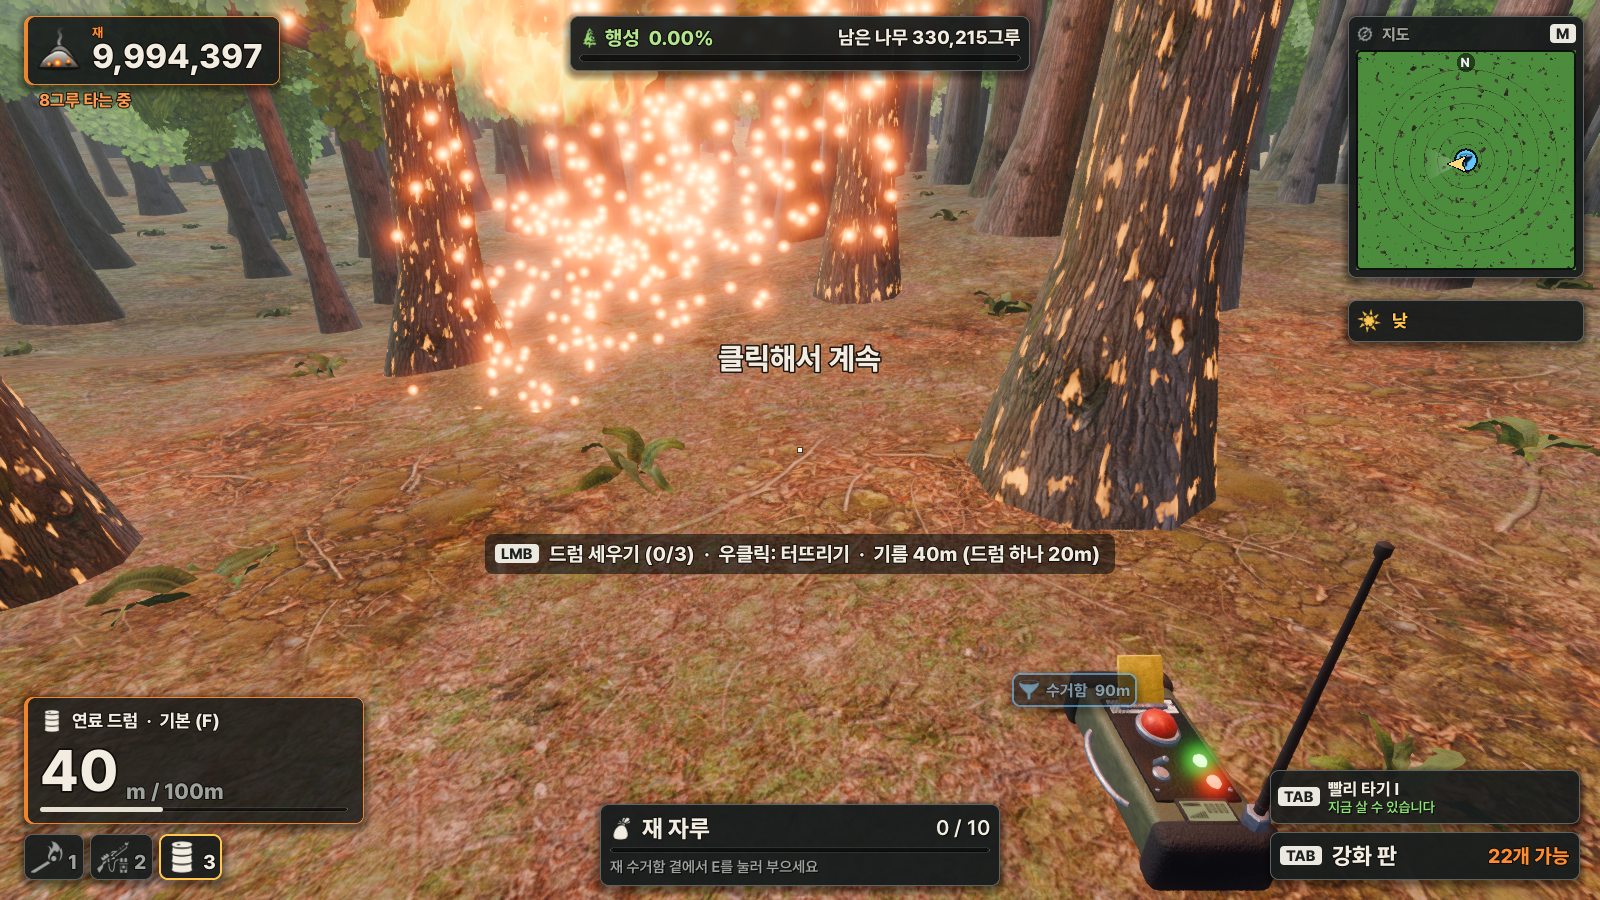 재
9,994,397
8그루 타는 중
행성 0.00%
남은 나무 330,215그루
지도
M
N
낮
클릭해서 계속
LMB 드럼 세우기 (0/3) · 우클릭: 터뜨리기 · 기름 40m (드럼 하나 20m)
수거함 90m
연료 드럼 · 기본 (F)
40 m / 100m
1
2
3
재 자루
0 / 10
재 수거함 곁에서 E를 눌러 부으세요
TAB 빨리 타기 I
지금 살 수 있습니다
TAB 강화 판
22개 가능